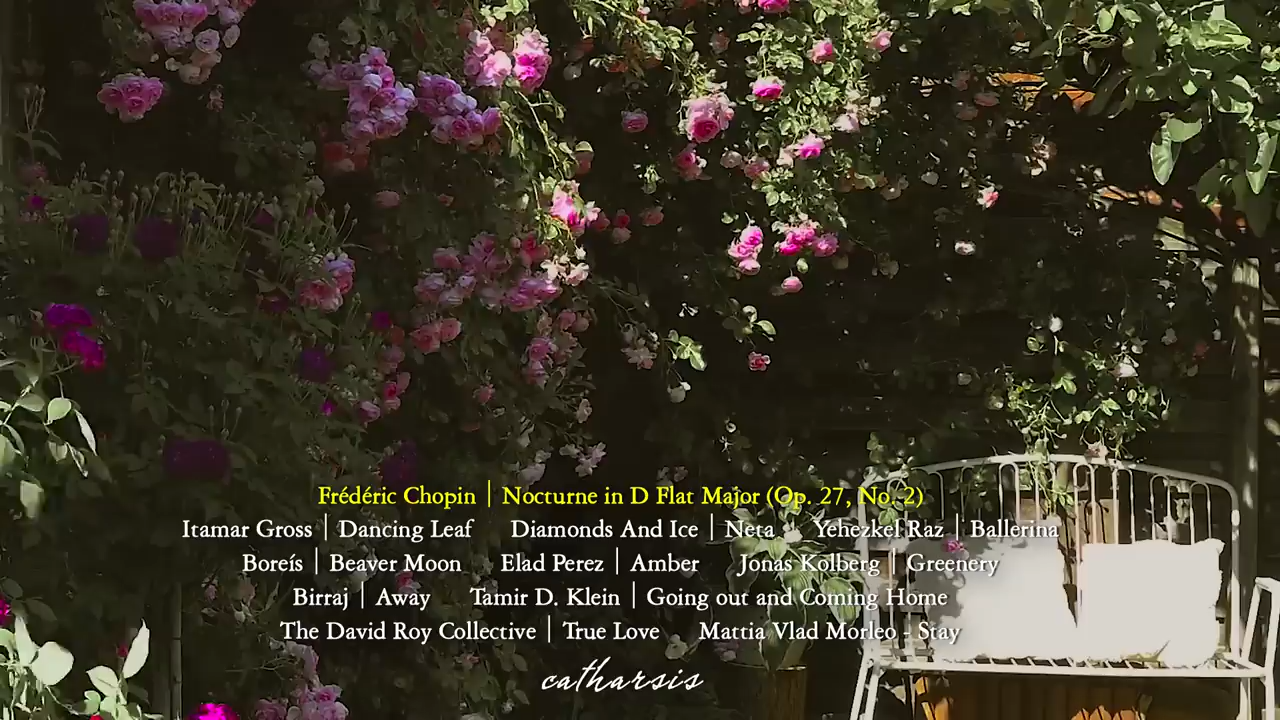 Frédéric Chopin | Nocturne in D Flat Major (Op. 27, No. 2)
Itamar Gross | Dancing Leaf Diamonds And Ice | Neta Yehezkel Raz | Ballerina
Boreís | Beaver Moon Elad Perez | Amber Jonas Kolberg | Greenery
Birraj | Away Tamir D. Klein | Going out and Coming Home
The David Roy Collective | True Love Mattia Vlad Morleo - Stay
catharsis